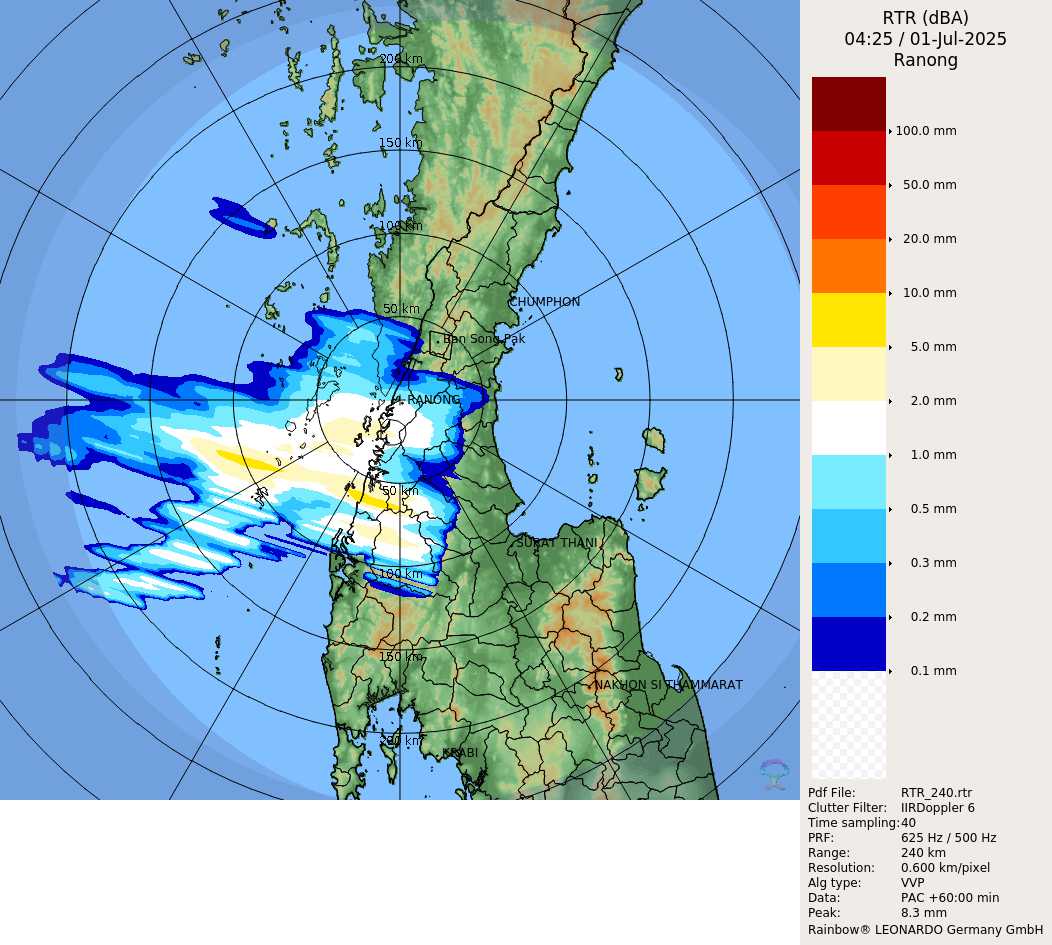 RTR (dBA)
04:25 / 01-Jul-2025
Ranong
100.0 mm
50.0 mm
20.0 mm
10.0 mm
5.0 mm
2.0 mm
1.0 mm
0.5 mm
0.3 mm
0.2 mm
0.1 mm
Pdf File: RTR_240.rtr
Clutter Filter: IIRDoppler 6
Time sampling:40
PRF: 625 Hz / 500 Hz
Range: 240 km
Resolution: 0.600 km/pixel
Alg type: VVP
Data: PAC +60:00 min
Peak: 8.3 mm
Rainbow® LEONARDO Germany GmbH
200 km
150 km
100 km
CHUMPHON
50 km
Ban Song Pak
RANONG
50 km
SURAT THANI
100 km
150 km
NAKHON SI THAMMARAT
200 km
KRABI